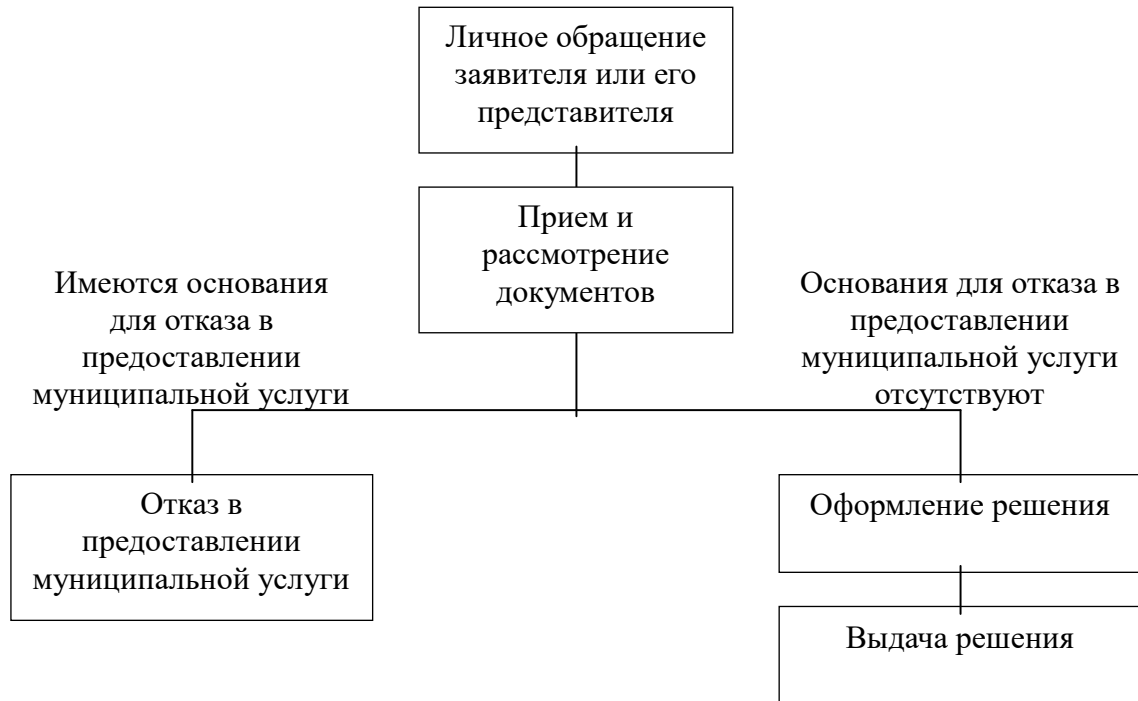 Личное обращение
заявителя или его
представителя
Прием и
рассмотрение
документов
Имеются основания
для отказа в
предоставлении
муниципальной услуги
Основания для отказа в
предоставлении
муниципальной услуги
отсутствуют
Отказ в
предоставлении
муниципальной услуги
Оформление решения
Выдача решения